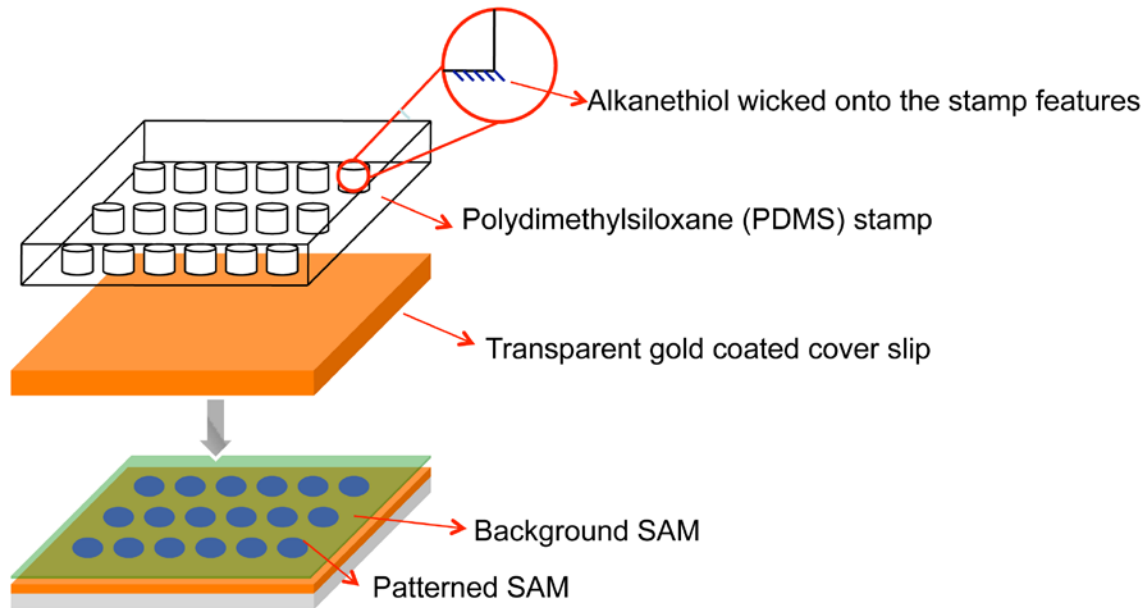 Alkanethiol wicked onto the stamp features
Polydimethylsiloxane (PDMS) stamp
Transparent gold coated cover slip
Background SAM
Patterned SAM